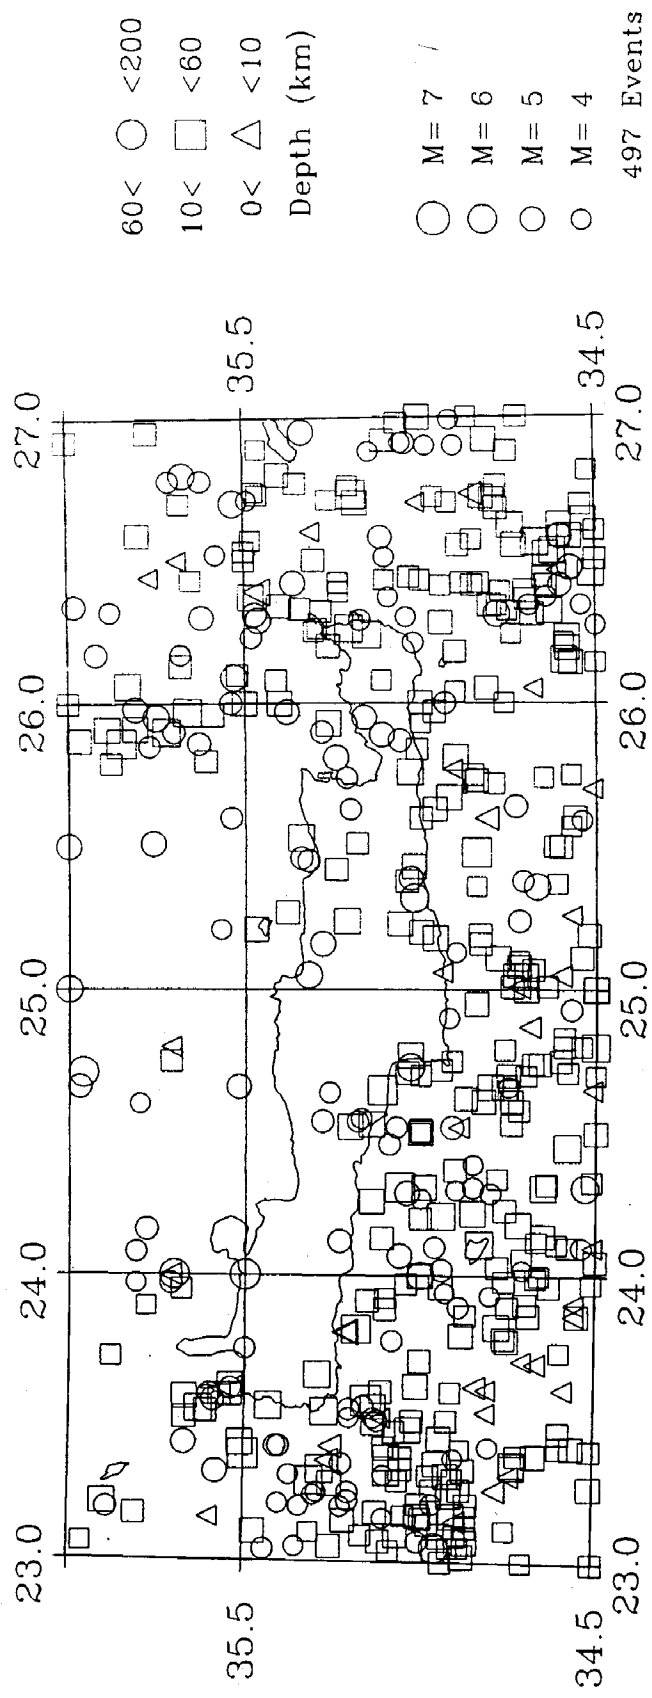 23.0 24.0 25.0 26.0 27.0
35.5 35.5
34.5 34.5
23.0 24.0 25.0 26.0 27.0
60< <200
10< <60
0< <10
Depth (km)
M= 7
M= 6
M= 5
M= 4
497 Events